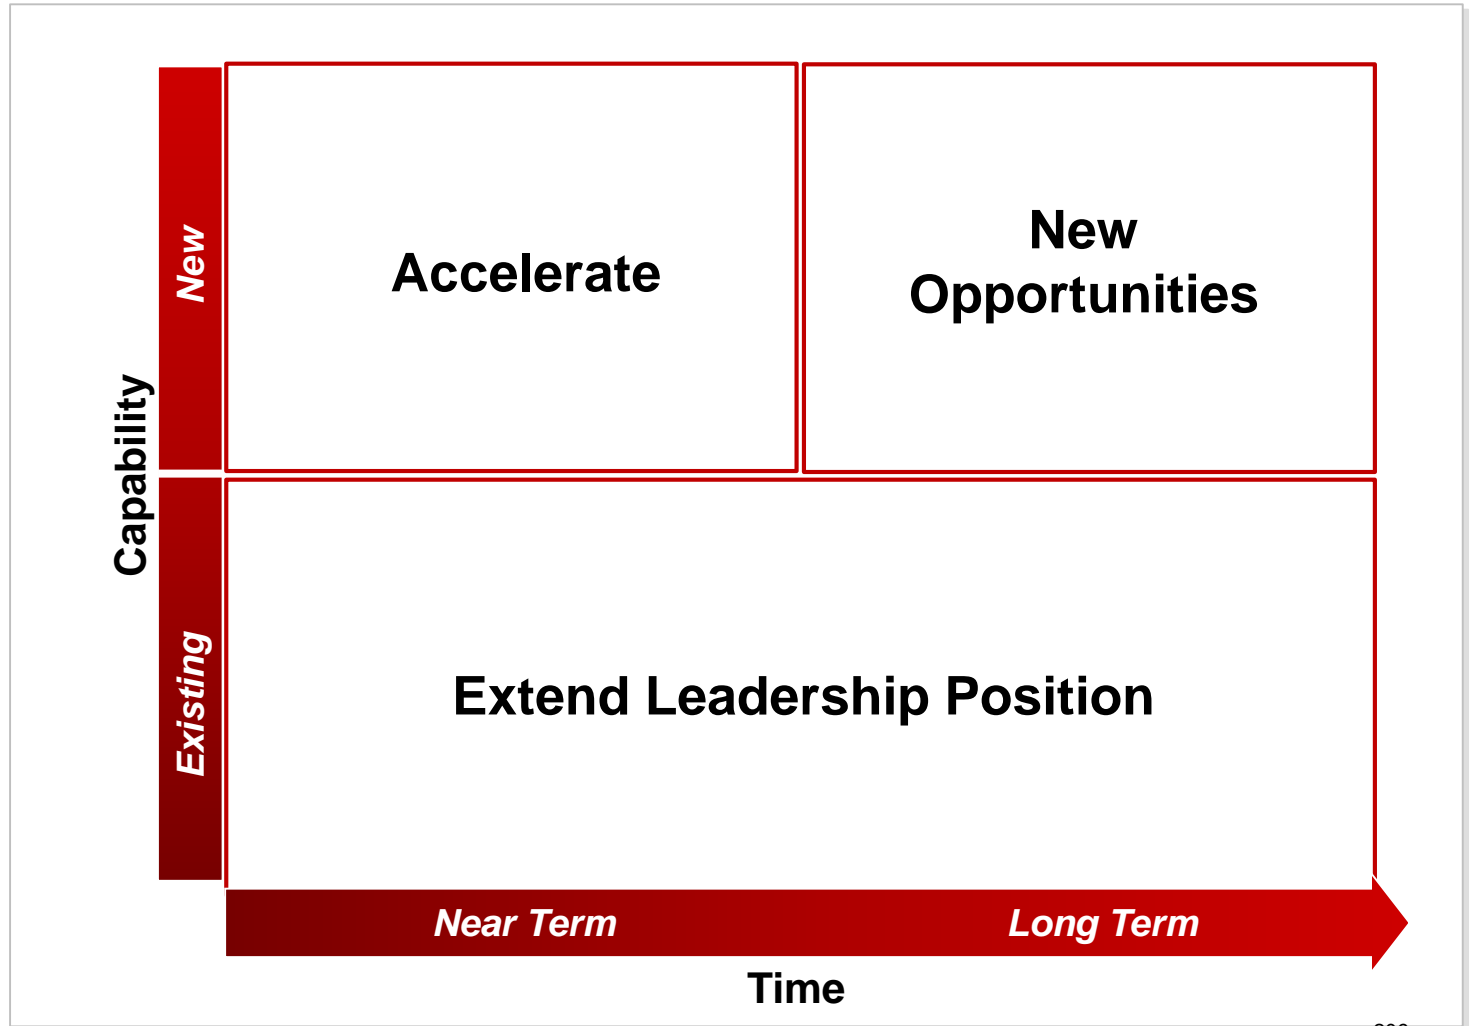 New
Accelerate
New
Opportunities
Capability
Existing
Extend Leadership Position
Near Term
Long Term
Time